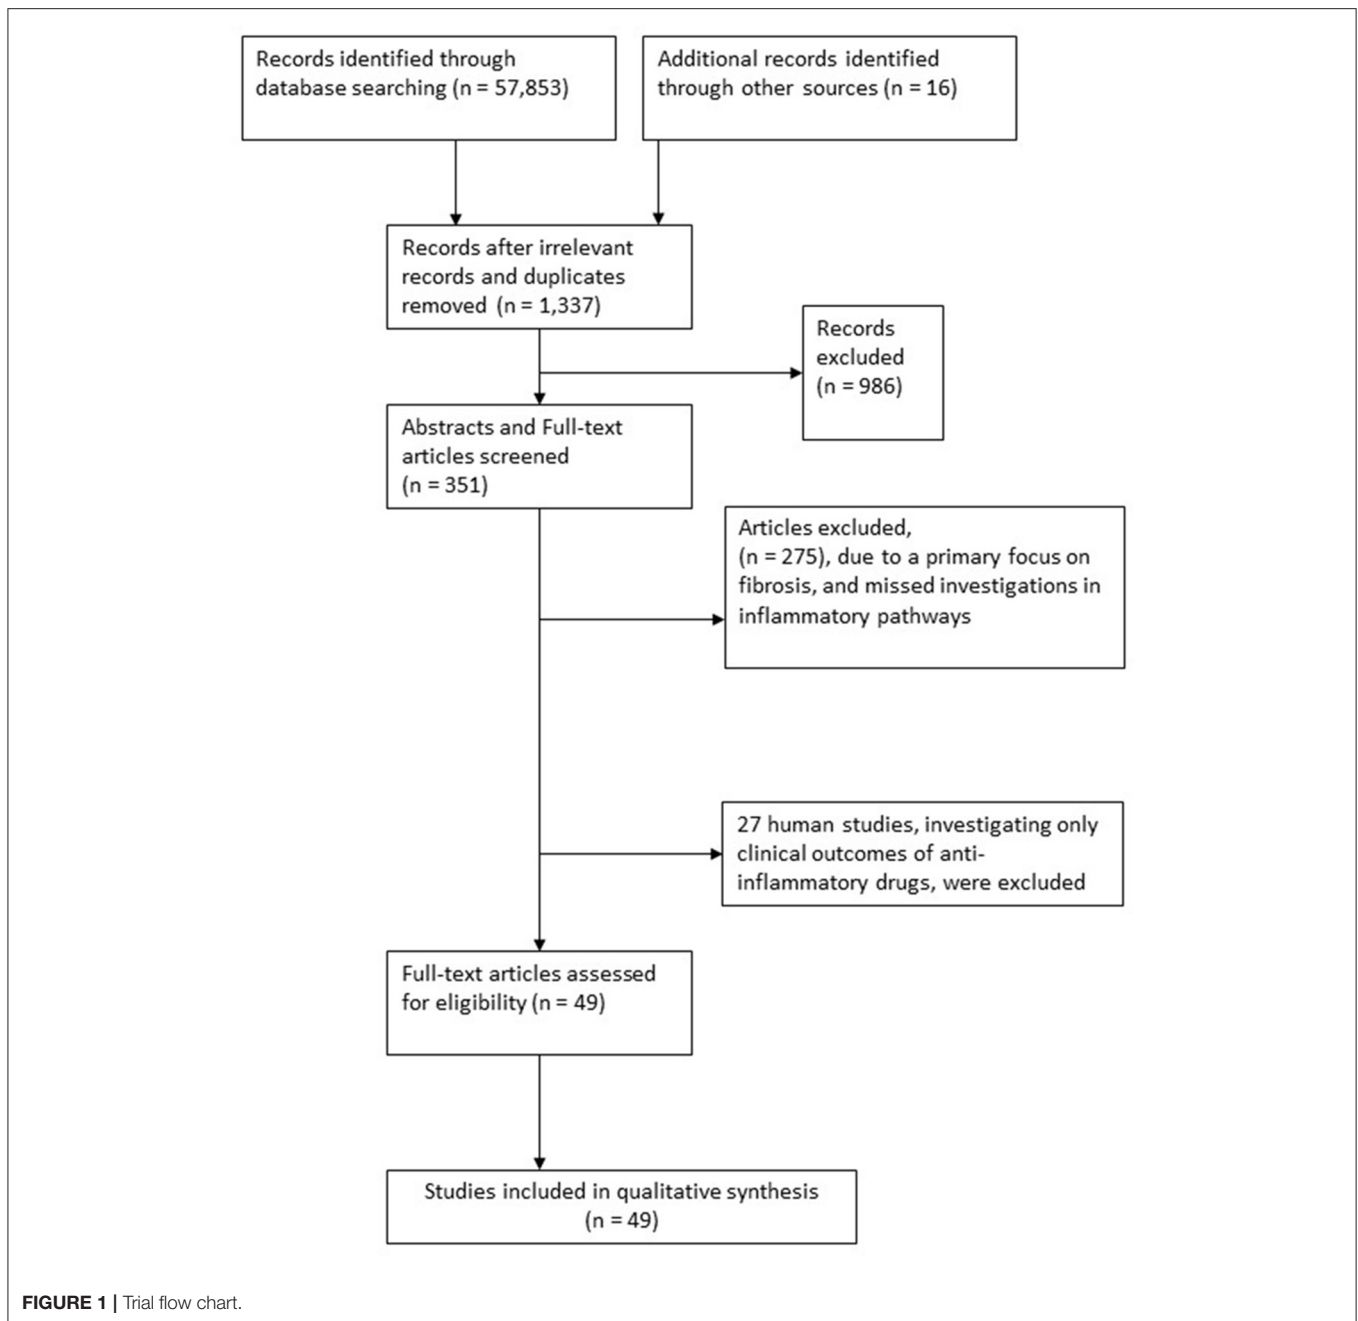 Records identified through
database searching (n = 57,853)
Additional records identified
through other sources (n = 16)
Records after irrelevant
records and duplicates
removed (n = 1,337)
Records
excluded
(n = 986)
Abstracts and Full-text
articles screened
(n = 351)
Articles excluded,
(n = 275), due to a primary focus on
fibrosis, and missed investigations in
inflammatory pathways
27 human studies, investigating only
clinical outcomes of anti-
inflammatory drugs, were excluded
Full-text articles assessed
for eligibility (n = 49)
Studies included in qualitative synthesis
(n = 49)
FIGURE 1 | Trial flow chart.